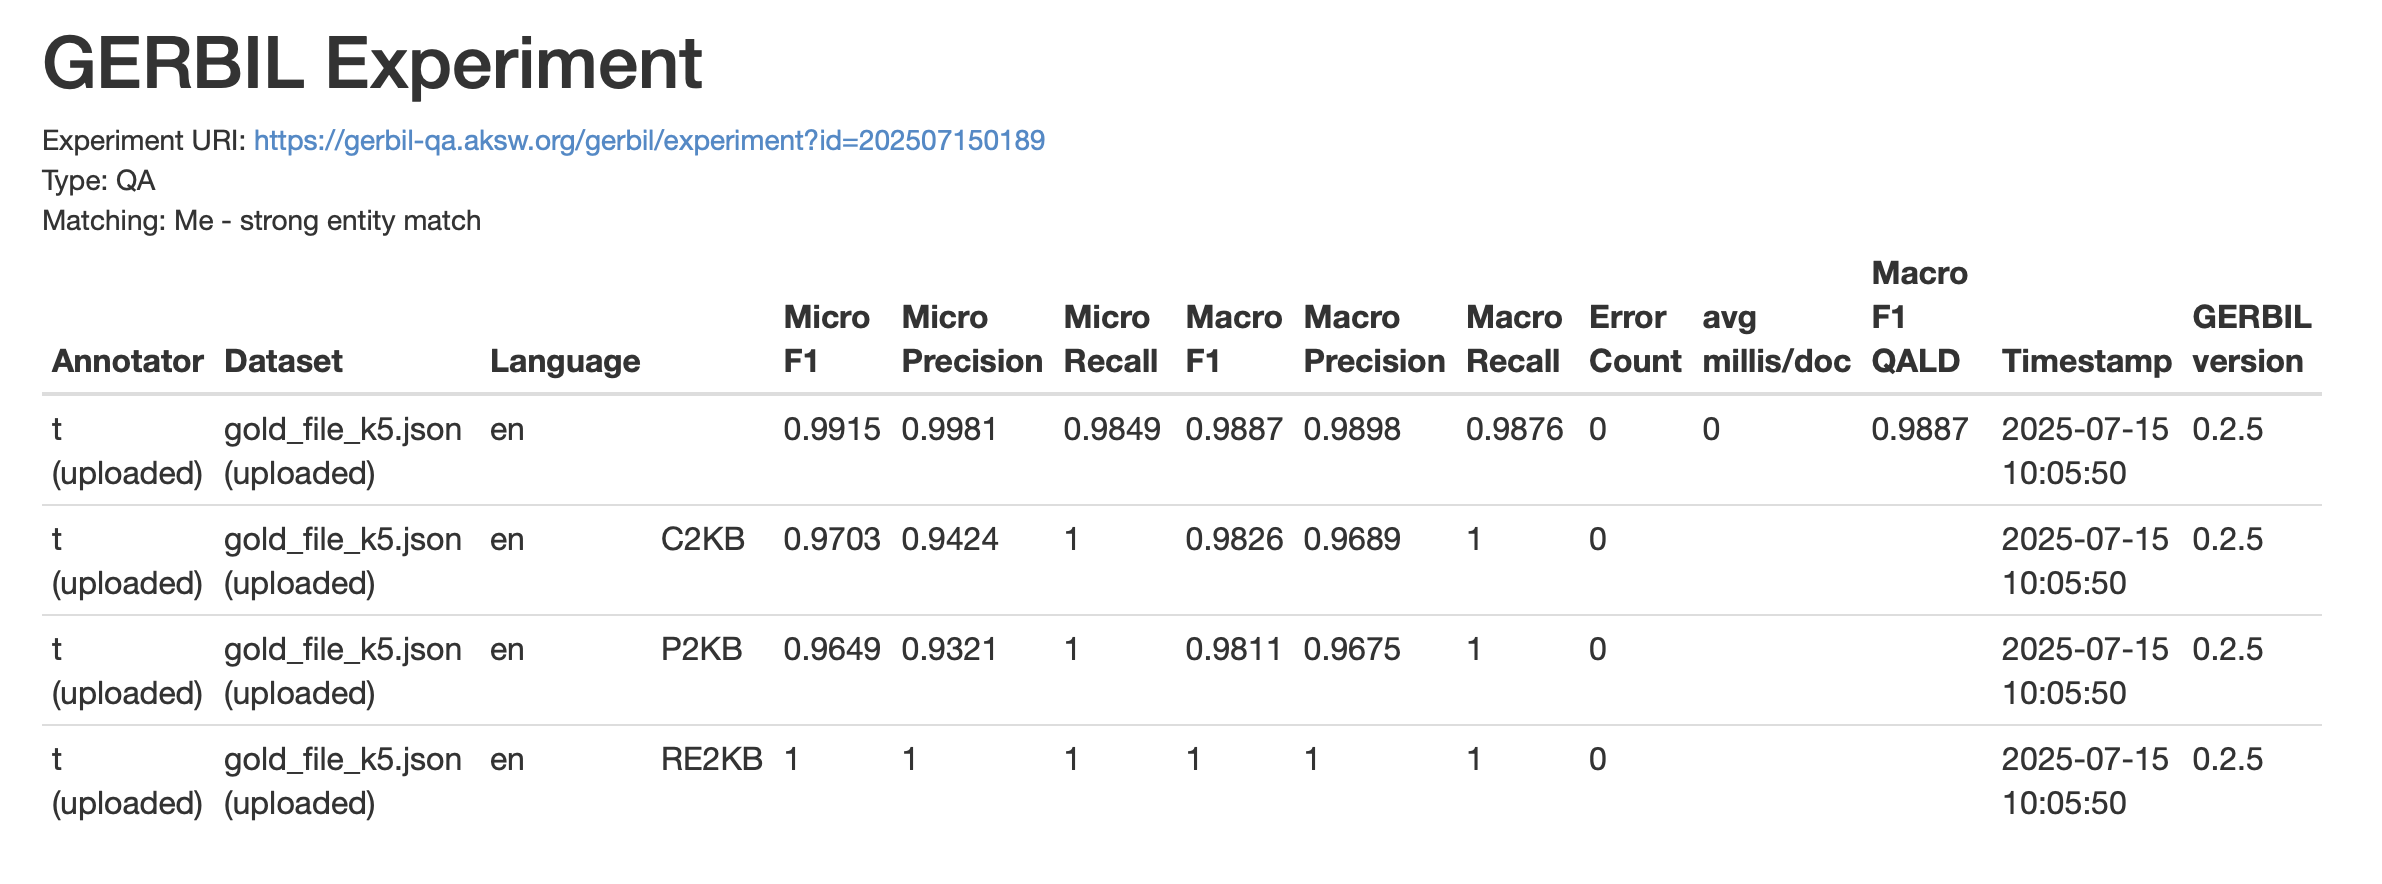 GERBIL Experiment
Experiment URI: https://gerbil-qa.aksw.org/gerbil/experiment?id=202507150189
Type: QA
Matching: Me - strong entity match
Annotator Dataset Language Micro F1 Micro Precision Micro Recall Macro F1 Macro Precision Macro Recall Error Count avg millis/doc Macro F1 QALD Timestamp GERBIL version
t (uploaded) gold_file_k5.json (uploaded) en 0.9915 0.9981 0.9849 0.9887 0.9898 0.9876 0 0 0.9887 2025-07-15 10:05:50 0.2.5
t (uploaded) gold_file_k5.json (uploaded) en C2KB 0.9703 0.9424 1 0.9826 0.9689 1 0 2025-07-15 10:05:50 0.2.5
t (uploaded) gold_file_k5.json (uploaded) en P2KB 0.9649 0.9321 1 0.9811 0.9675 1 0 2025-07-15 10:05:50 0.2.5
t (uploaded) gold_file_k5.json (uploaded) en RE2KB 1 1 1 1 1 1 0 2025-07-15 10:05:50 0.2.5